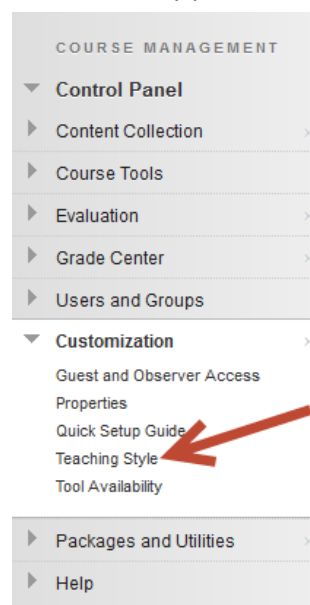 COURSE MANAGEMENT
Control Panel
Content Collection
Course Tools
Evaluation
Grade Center
Users and Groups
Customization
Guest and Observer Access
Properties
Quick Setup Guide
Teaching Style
Tool Availability
Packages and Utilities
Help